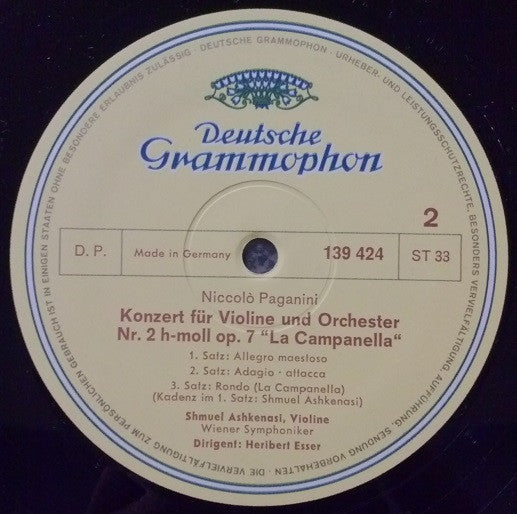 DEUTSCHE GRAMMOPHON · URHEBER- UND LEISTUNGSSCHUTZRECHTE, BESONDERS VERVIELFÄLTIGUNG, AUFFÜHRUNG, SENDUNG VORBEHALTEN · DIE VERVIELFÄLTIGUNG ZUM PERSÖNLICHEN GEBRAUCH IST IN EINIGEN STAATEN OHNE BESONDERE ERLAUBNIS ZULÄSSIG ·
Deutsche
Grammophon
2
D. P. Made in Germany 139 424 ST 33
Niccolò Paganini
Konzert für Violine und Orchester
Nr. 2 h-moll op. 7 "La Campanella"
1. Satz: Allegro maestoso
2. Satz: Adagio · attacca
3. Satz: Rondo (La Campanella)
(Kadenz im 1. Satz: Shmuel Ashkenasi)
Shmuel Ashkenasi, Violine
Wiener Symphoniker
Dirigent: Heribert Esser